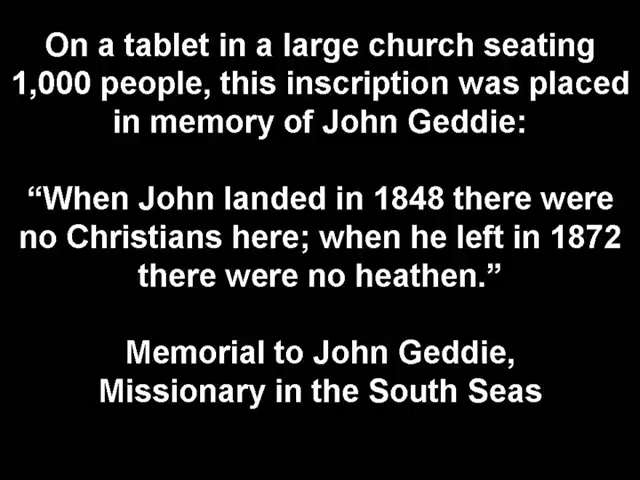 On a tablet in a large church seating
1,000 people, this inscription was placed
in memory of John Geddie:
“When John landed in 1848 there were
no Christians here; when he left in 1872
there were no heathen.”
Memorial to John Geddie,
Missionary in the South Seas